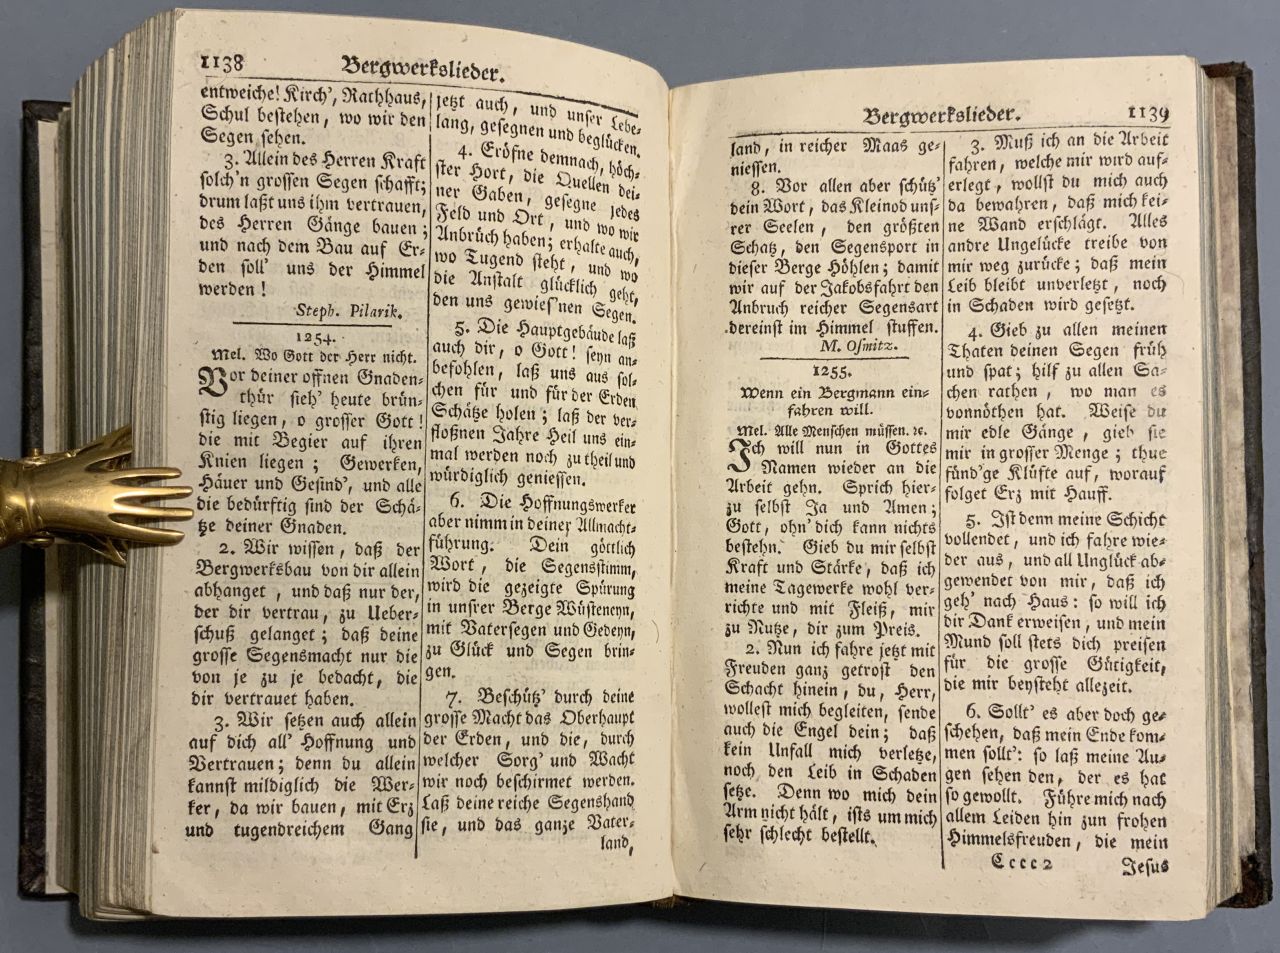 1138
Bergwerkslieder.
entweiche! Kirch', Rathhaus,
Schul bestehen, wo wir den
Segen sehen.
3. Allein des Herren Kraft
solch'n grossen Segen schafft;
drum laßt uns ihm vertrauen,
des Herren Gänge bauen;
und nach dem Bau auf Er-
den soll' uns der Himmel
werden!
Steph. Pilarik.
1254.
Mel. Wo Gott der Herr nicht.
Vor deiner offnen Gnaden-
thür sieh' heute brün-
stig liegen, o grosser Gott!
die mit Begier auf ihren
Knien liegen; Gewerken,
Häuer und Gesind', und alle
die bedürftig sind der Schä-
tze deiner Gnaden.
2. Wir wissen, daß der
Bergwerksbau von dir allein
abhanget, und daß nur der,
der dir vertrau, zu Ueber-
schuß gelanget; daß deine
grosse Segensmacht nur die
von je zu je bedacht, die
dir vertrauet haben.
3. Wir setzen auch allein
auf dich all' Hoffnung und
Vertrauen; denn du allein
kannst mildiglich die Wer-
ker, da wir bauen, mit Erz
und tugendreichem Gang
jetzt auch, und unser Lebe-
lang, gesegnen und beglücken.
4. Eröfne demnach, höch-
ster Hort, die Quellen dei-
ner Gaben, gesegne jedes
Feld und Ort, und wo wir
Anbrüch haben; erhalte auch,
wo Tugend steht, und wo
die Anstalt glücklich geht,
den uns gewies'nen Segen.
5. Die Hauptgebäude laß
auch dir, o Gott! seyn an-
befohlen, laß uns aus sol-
chen für und für der Erden
Schätze holen; laß der ver-
floßnen Jahre Heil uns ein-
mal werden noch zu theil und
würdiglich geniessen.
6. Die Hoffnungswerker
aber nimm in deiner Allmacht-
führung. Dein göttlich
Wort, die Segensstimm,
wird die gezeigte Spürung
in unsrer Berge Wüsteneyn,
mit Vatersegen und Gedeyn,
zu Glück und Segen brin-
gen.
7. Beschütz' durch deine
grosse Macht das Oberhaupt
der Erden, und die, durch
welcher Sorg' und Wacht
wir noch beschirmet werden.
Laß deine reiche Segenshand
sie, und das ganze Vater-
land,
Bergwerkslieder.
1139
land, in reicher Maas ge-
niessen.
8. Vor allen aber schütz'
dein Wort, das Kleinod uns-
rer Seelen, den größten
Schatz, den Segensport in
dieser Berge Höhlen; damit
wir auf der Jakobsfahrt den
Anbruch reicher Segensart
dereinst im Himmel stuffen.
M. Osmitz.
1255.
Wenn ein Bergmann ein-
fahren will.
Mel. Alle Menschen müssen. ꝛc.
Ich will nun in Gottes
Namen wieder an die
Arbeit gehn. Sprich hier-
zu selbst Ja und Amen;
Gott, ohn' dich kann nichts
bestehn. Gieb du mir selbst
Kraft und Stärke, daß ich
meine Tagewerke wohl ver-
richte und mit Fleiß, mir
zu Nutze, dir zum Preis.
2. Nun ich fahre jetzt mit
Freuden ganz getrost den
Schacht hinein, du, Herr,
wollest mich begleiten, sende
auch die Engel dein; daß
kein Unfall mich verletze,
noch den Leib in Schaden
setze. Denn wo mich dein
Arm nicht hält, ists um mich
sehr schlecht bestellt.
3. Muß ich an die Arbeit
fahren, welche mir wird auf-
erlegt, wollst du mich auch
da bewahren, daß mich kei-
ne Wand erschlägt. Alles
andre Ungelücke treibe von
mir weg zurücke; daß mein
Leib bleibt unverletzt, noch
in Schaden wird gesetzt.
4. Gieb zu allen meinen
Thaten deinen Segen früh
und spat; hilf zu allen Sa-
chen rathen, wo man es
vonnöthen hat. Weise du
mir edle Gänge, gieb sie
mir in grosser Menge; thue
fünd'ge Klüfte auf, worauf
folget Erz mit Hauff.
5. Ist denn meine Schicht
vollendet, und ich fahre wie-
der aus, und all Unglück ab-
gewendet von mir, daß ich
geh' nach Haus: so will ich
dir Dank erweisen, und mein
Mund soll stets dich preisen
für die grosse Gütigkeit,
die mir beysteht allezeit.
6. Sollt' es aber doch ge-
schehen, daß mein Ende kom-
men sollt': so laß meine Au-
gen sehen den, der es hat
so gewollt. Führe mich nach
allem Leiden hin zun frohen
Himmelsfreuden, die mein
Cccc 2
Jesus